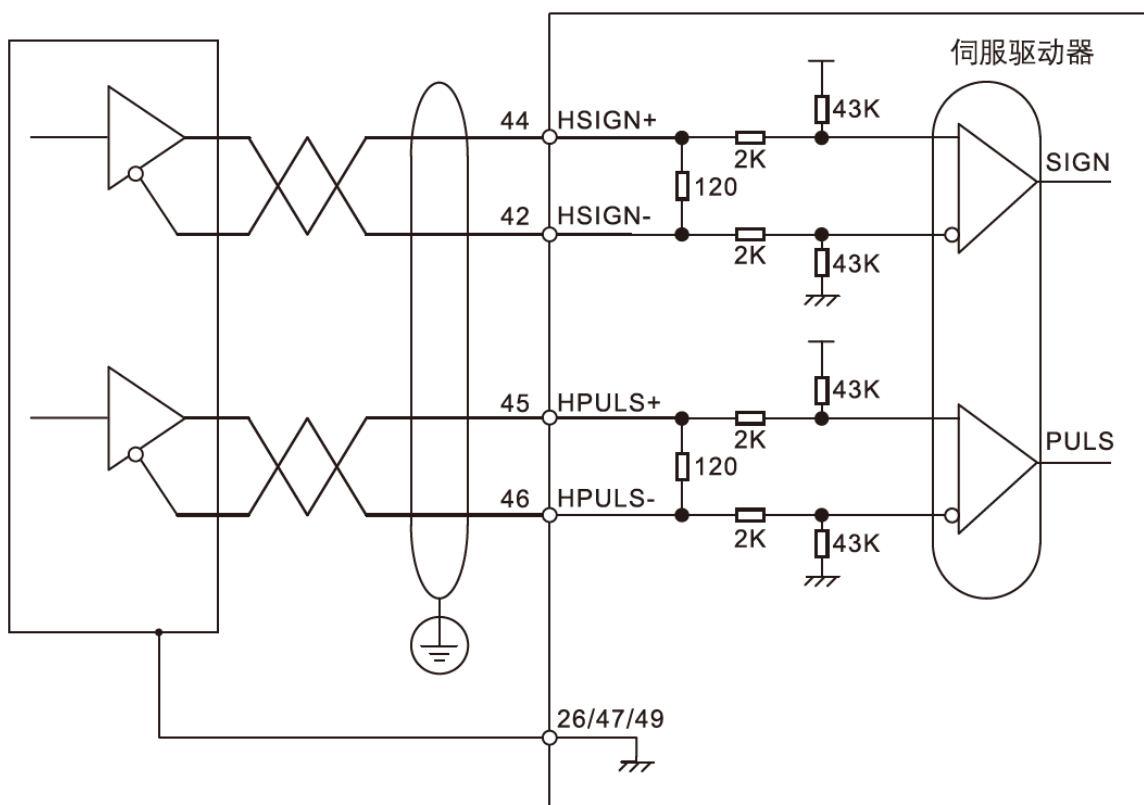 伺服驱动器
43K
44
HSIGN+
2K
SIGN
120
42
HSIGN-
2K
43K
43K
45
HPULS+
2K
PULS
120
46
HPULS-
2K
43K
26/47/49